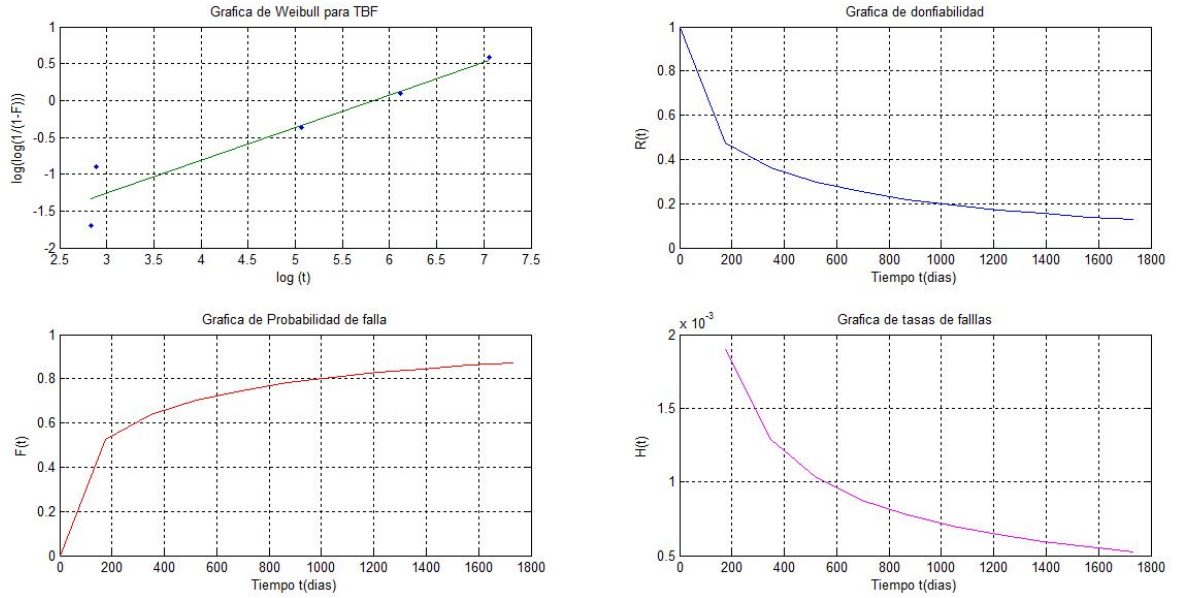 Grafica de Weibull para TBF
1
0.5
0
-0.5
-1
-1.5
-2
log(log(1/(1-F)))
2.5 3 3.5 4 4.5 5 5.5 6 6.5 7 7.5
log (t)
Grafica de donfiabilidad
1
0.8
0.6
0.4
0.2
0
R(t)
0 200 400 600 800 1000 1200 1400 1600 1800
Tiempo t(dias)
Grafica de Probabilidad de falla
1
0.8
0.6
0.4
0.2
0
F(t)
0 200 400 600 800 1000 1200 1400 1600 1800
Tiempo t(dias)
Grafica de tasas de falllas
x 10-3
2
1.5
1
0.5
H(t)
0 200 400 600 800 1000 1200 1400 1600 1800
Tiempo t(dias)